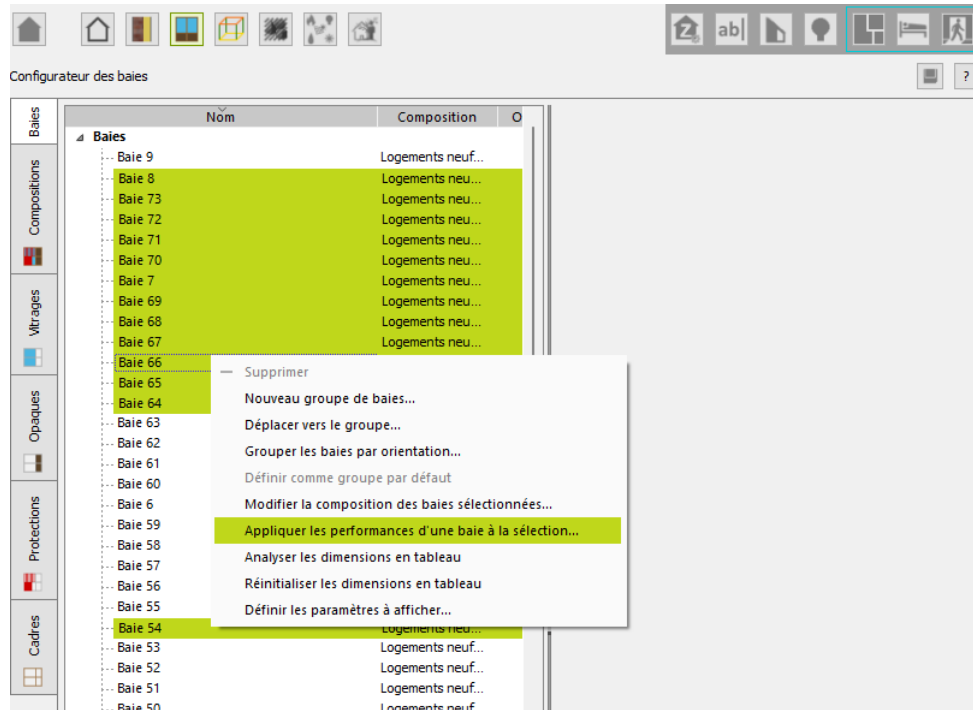 ab|
Configurateur des baies
?
Baies
Compositions
Vitrages
Opaques
Protections
Cadres
Nom Composition O
Baies
Baie 9 Logements neuf...
Baie 8 Logements neu...
Baie 73 Logements neu...
Baie 72 Logements neu...
Baie 71 Logements neu...
Baie 70 Logements neu...
Baie 7 Logements neu...
Baie 69 Logements neu...
Baie 68 Logements neu...
Baie 67 Logements neu...
Baie 66
Baie 65
Baie 64
Baie 63
Baie 62
Baie 61
Baie 60
Baie 6
Baie 59
Baie 58
Baie 57
Baie 56
Baie 55
Baie 54 Logements neu...
Baie 53 Logements neuf...
Baie 52 Logements neuf...
Baie 51 Logements neuf...
Baie 50 Logements neuf
Supprimer
Nouveau groupe de baies...
Déplacer vers le groupe...
Grouper les baies par orientation...
Définir comme groupe par défaut
Modifier la composition des baies sélectionnées...
Appliquer les performances d'une baie à la sélection...
Analyser les dimensions en tableau
Réinitialiser les dimensions en tableau
Définir les paramètres à afficher...